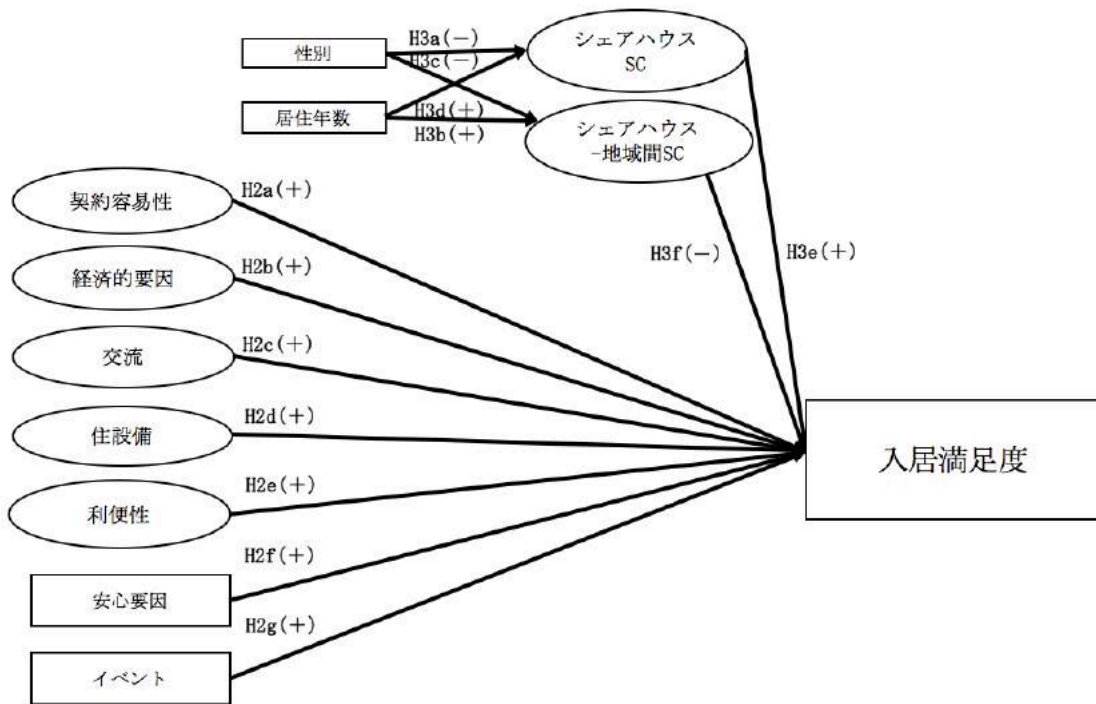 性別
H3a(－)
H3c(－)
シェアハウス
SC
居住年数
H3d(＋)
H3b(＋)
シェアハウス
-地域間SC
契約容易性
H2a(＋)
H3f(－)
H3e(＋)
経済的要因
H2b(＋)
交流
H2c(＋)
住設備
H2d(＋)
入居満足度
利便性
H2e(＋)
安心要因
H2f(＋)
イベント
H2g(＋)